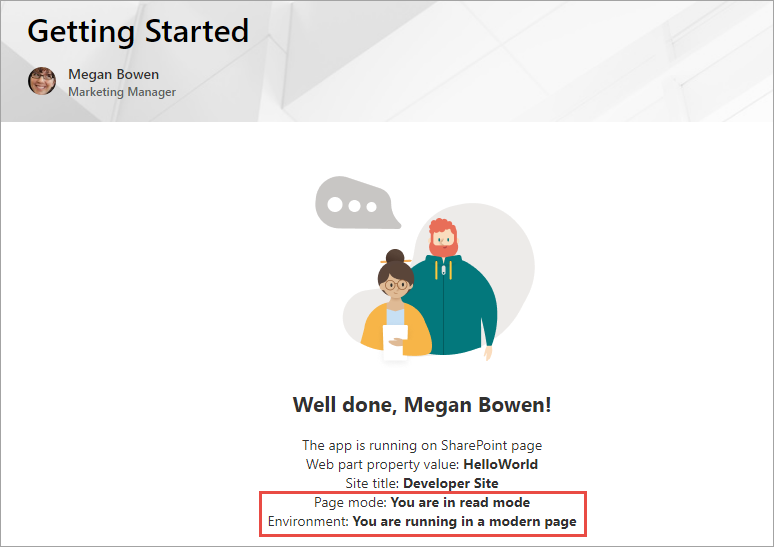 Getting Started
Megan Bowen
Marketing Manager
Well done, Megan Bowen!
The app is running on SharePoint page
Web part property value: HelloWorld
Site title: Developer Site
Page mode: You are in read mode
Environment: You are running in a modern page